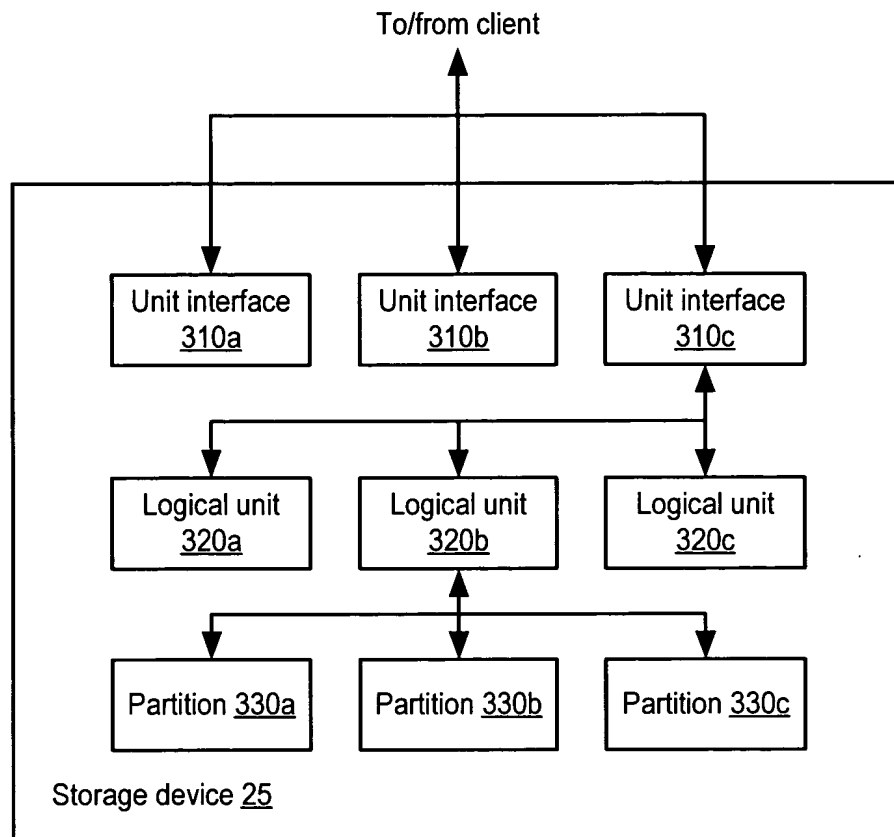 To/from client
Unit interface
310a
Unit interface
310b
Unit interface
310c
Logical unit
320a
Logical unit
320b
Logical unit
320c
Partition 330a
Partition 330b
Partition 330c
Storage device 25